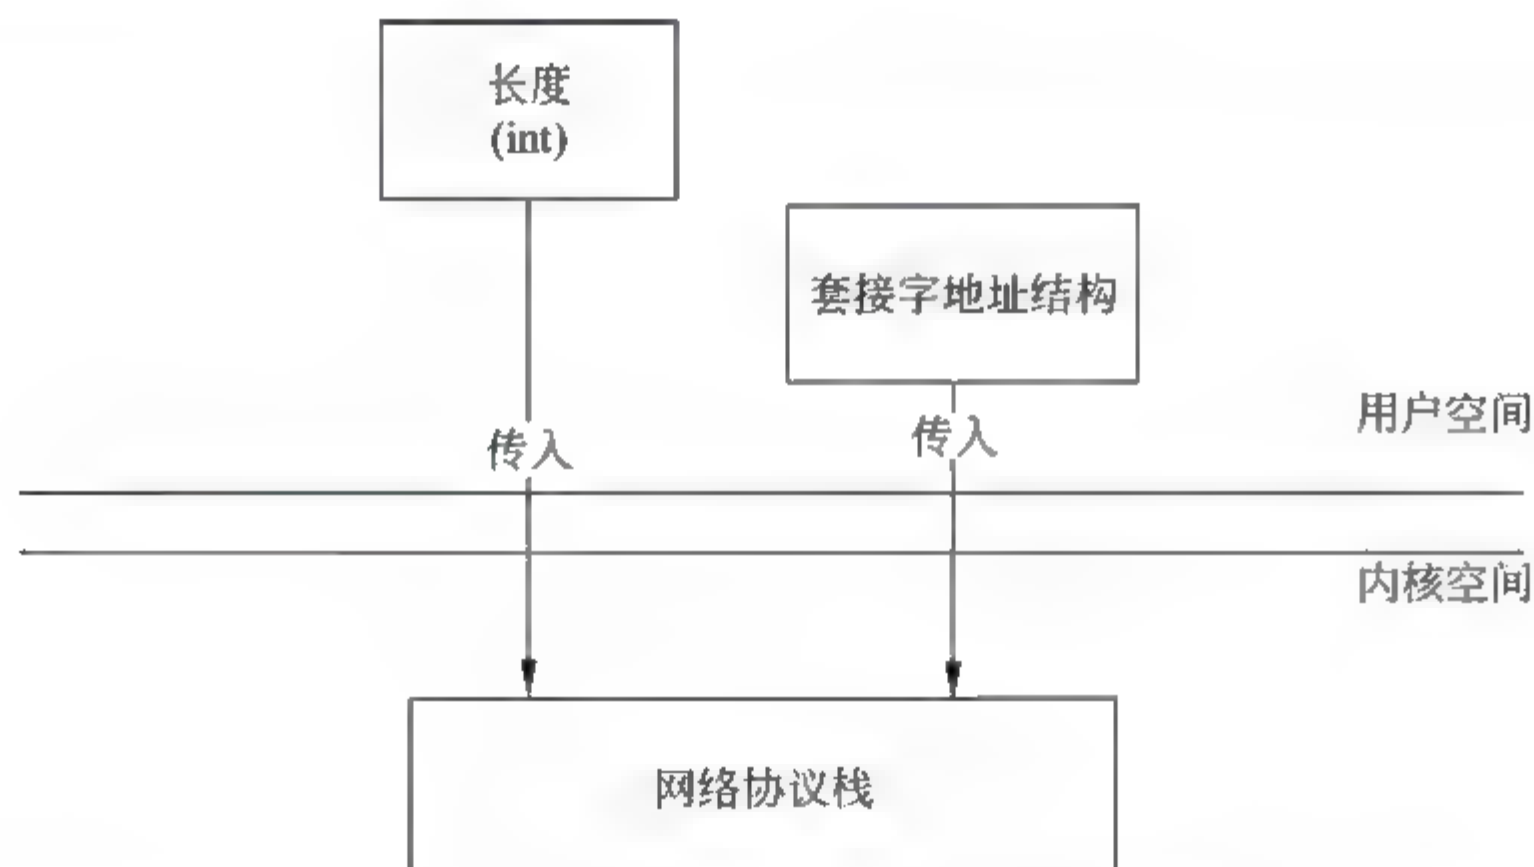 长度
(int)
套接字地址结构
用户空间
传入
传入
内核空间
网络协议栈